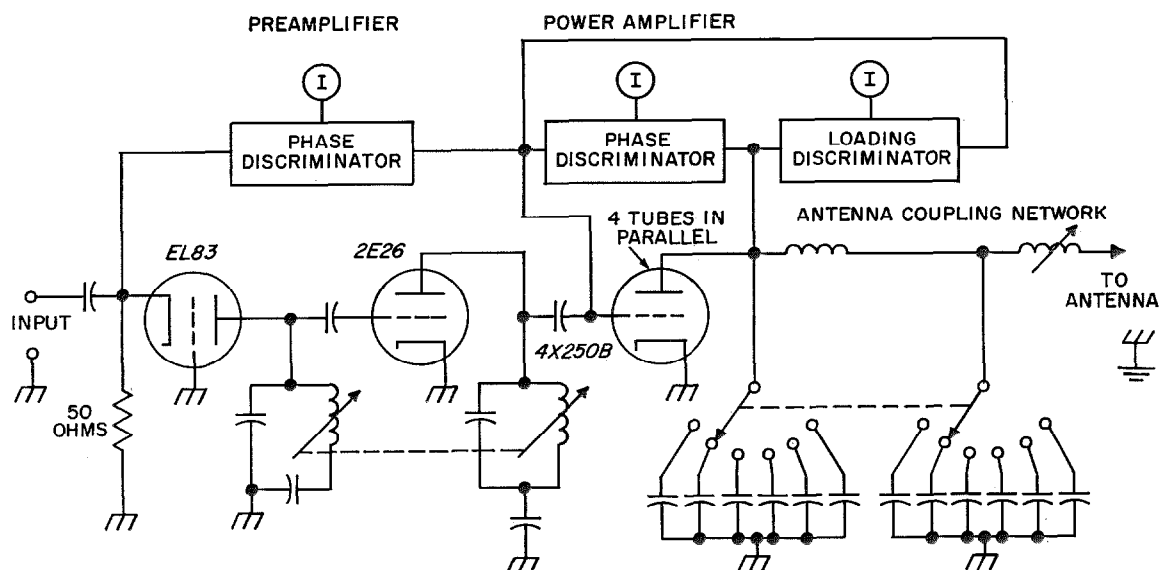 PREAMPLIFIER
POWER AMPLIFIER
I
I
I
PHASE
DISCRIMINATOR
PHASE
DISCRIMINATOR
LOADING
DISCRIMINATOR
4 TUBES IN
PARALLEL
ANTENNA COUPLING NETWORK
EL83
2E26
TO
ANTENNA
INPUT
4X250B
50
OHMS